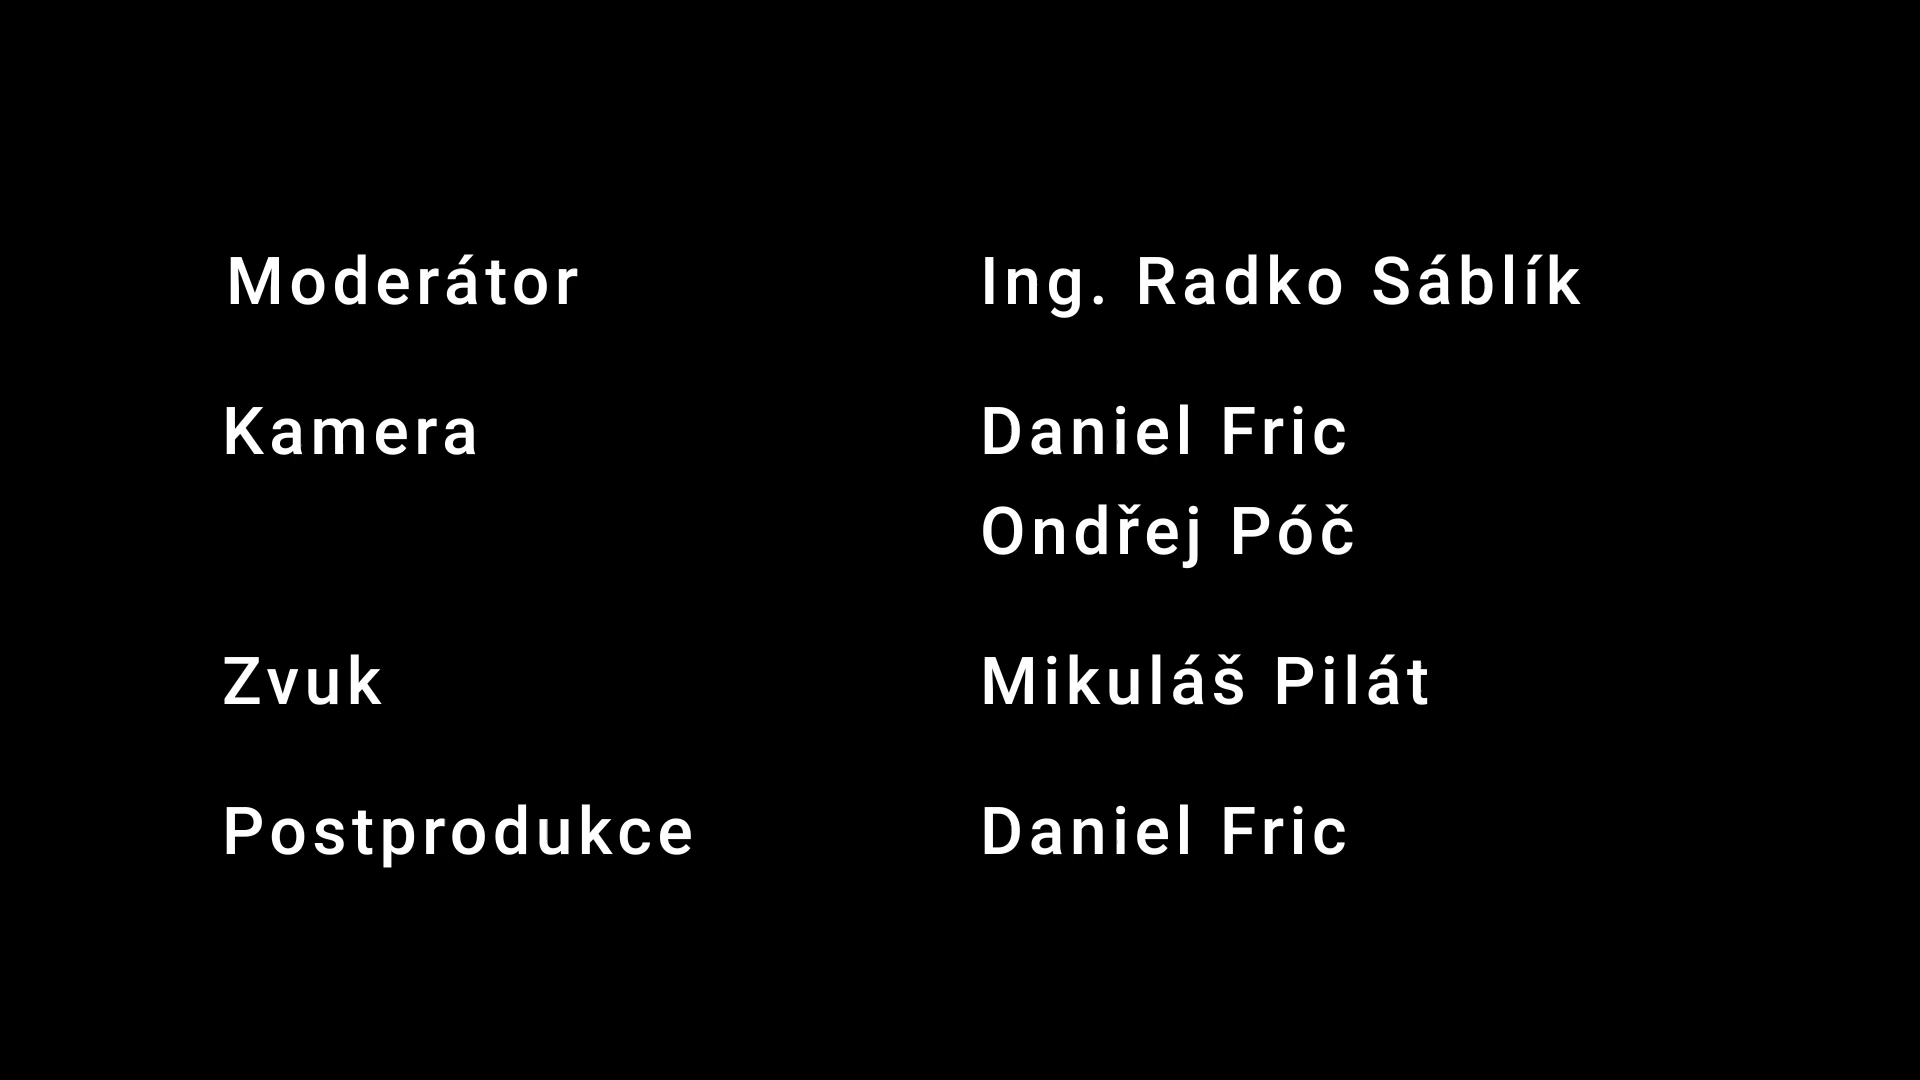 Moderátor Ing. Radko Sáblík
Kamera Daniel Fric
Ondřej Póč
Zvuk Mikuláš Pilát
Postprodukce Daniel Fric